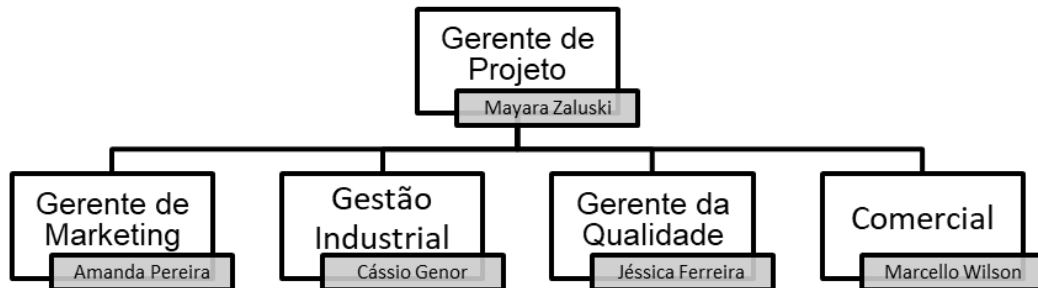 Gerente de
Projeto
Mayara Zaluski
Gerente de
Marketing
Amanda Pereira
Gestão
Industrial
Cássio Genor
Gerente da
Qualidade
Jéssica Ferreira
Comercial
Marcello Wilson